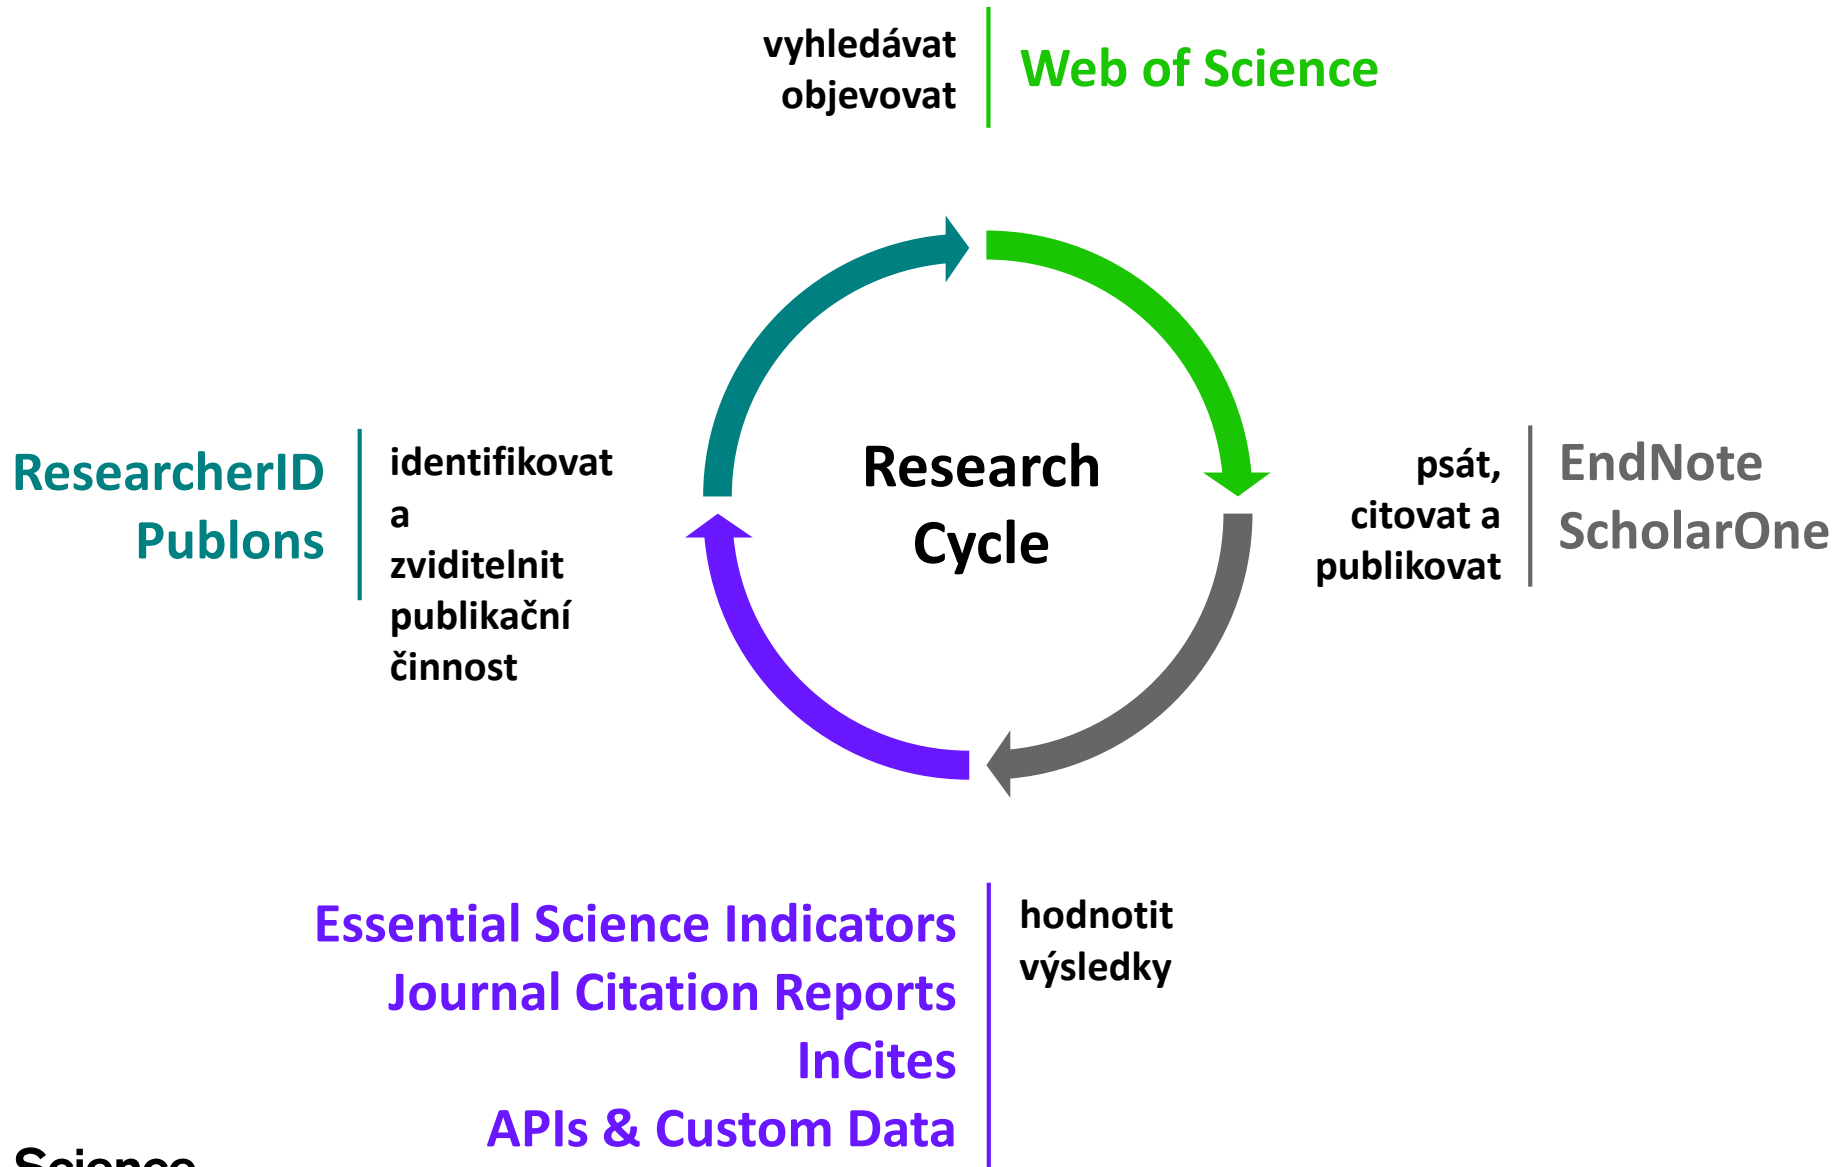 vyhledávat
objevovat
Web of Science
ResearcherID
Publons
identifikovat
a
zviditelnit
publikační
činnost
Research
Cycle
psát,
citovat a
publikovat
EndNote
ScholarOne
Essential Science Indicators
Journal Citation Reports
InCites
APIs & Custom Data
hodnotit
výsledky
Science